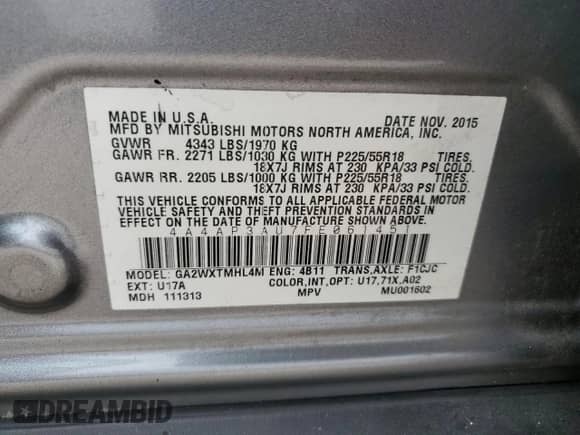 MADE IN U.S.A. DATE NOV. 2015
MFD BY MITSUBISHI MOTORS NORTH AMERICA, INC.
GVWR 4343 LBS/1970 KG
GAWR FR. 2271 LBS/1030 KG WITH P225/55R18 TIRES.
18X7J RIMS AT 230 KPA/33 PSI COLD.
GAWR RR. 2205 LBS/1000 KG WITH P225/55R18 TIRES.
18X7J RIMS AT 230 KPA/33 PSI COLD.
THIS VEHICLE CONFORMS TO ALL APPLICABLE FEDERAL MOTOR
VEHICLE SAFETY AND THEFT PREVENTION STANDARDS IN
EFFECT ON THE DATE OF MANUFACTURE SHOWN ABOVE.
4A4AP3AU7FE061451
MODEL: GA2WXTMHL4M ENG: 4B11 TRANS,AXLE: F1CJC
EXT: U17A COLOR,INT,OPT: U17,71X,A02
MDH 111313 MPV MU001602
DREAMBID